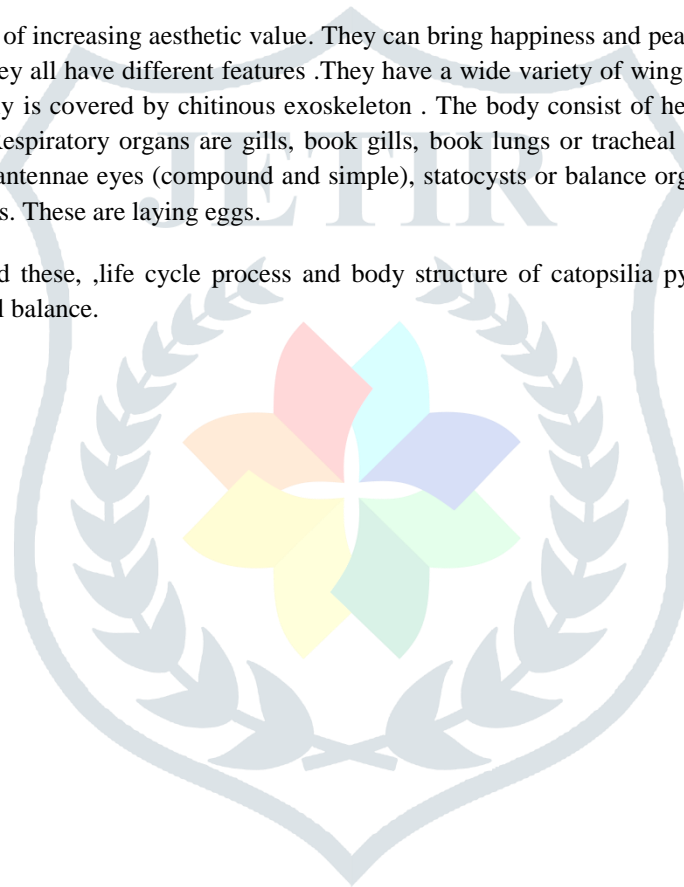 of increasing aesthetic value. They can bring happiness and pea
ey all have different features .They have a wide variety of wing
y is covered by chitinous exoskeleton . The body consist of he
Respiratory organs are gills, book gills, book lungs or tracheal
antennae eyes (compound and simple), statocysts or balance org
s. These are laying eggs.
d these, ,life cycle process and body structure of catopsilia py
l balance.
JETIR